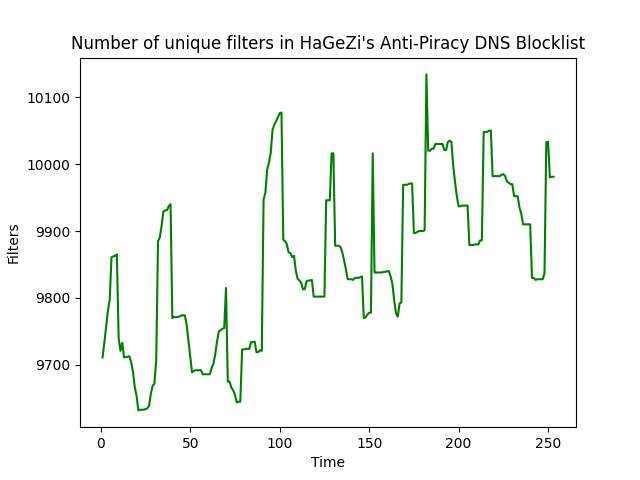 Number of unique filters in HaGeZi's Anti-Piracy DNS Blocklist
10100
10000
9900
9800
9700
Filters
0 50 100 150 200 250
Time